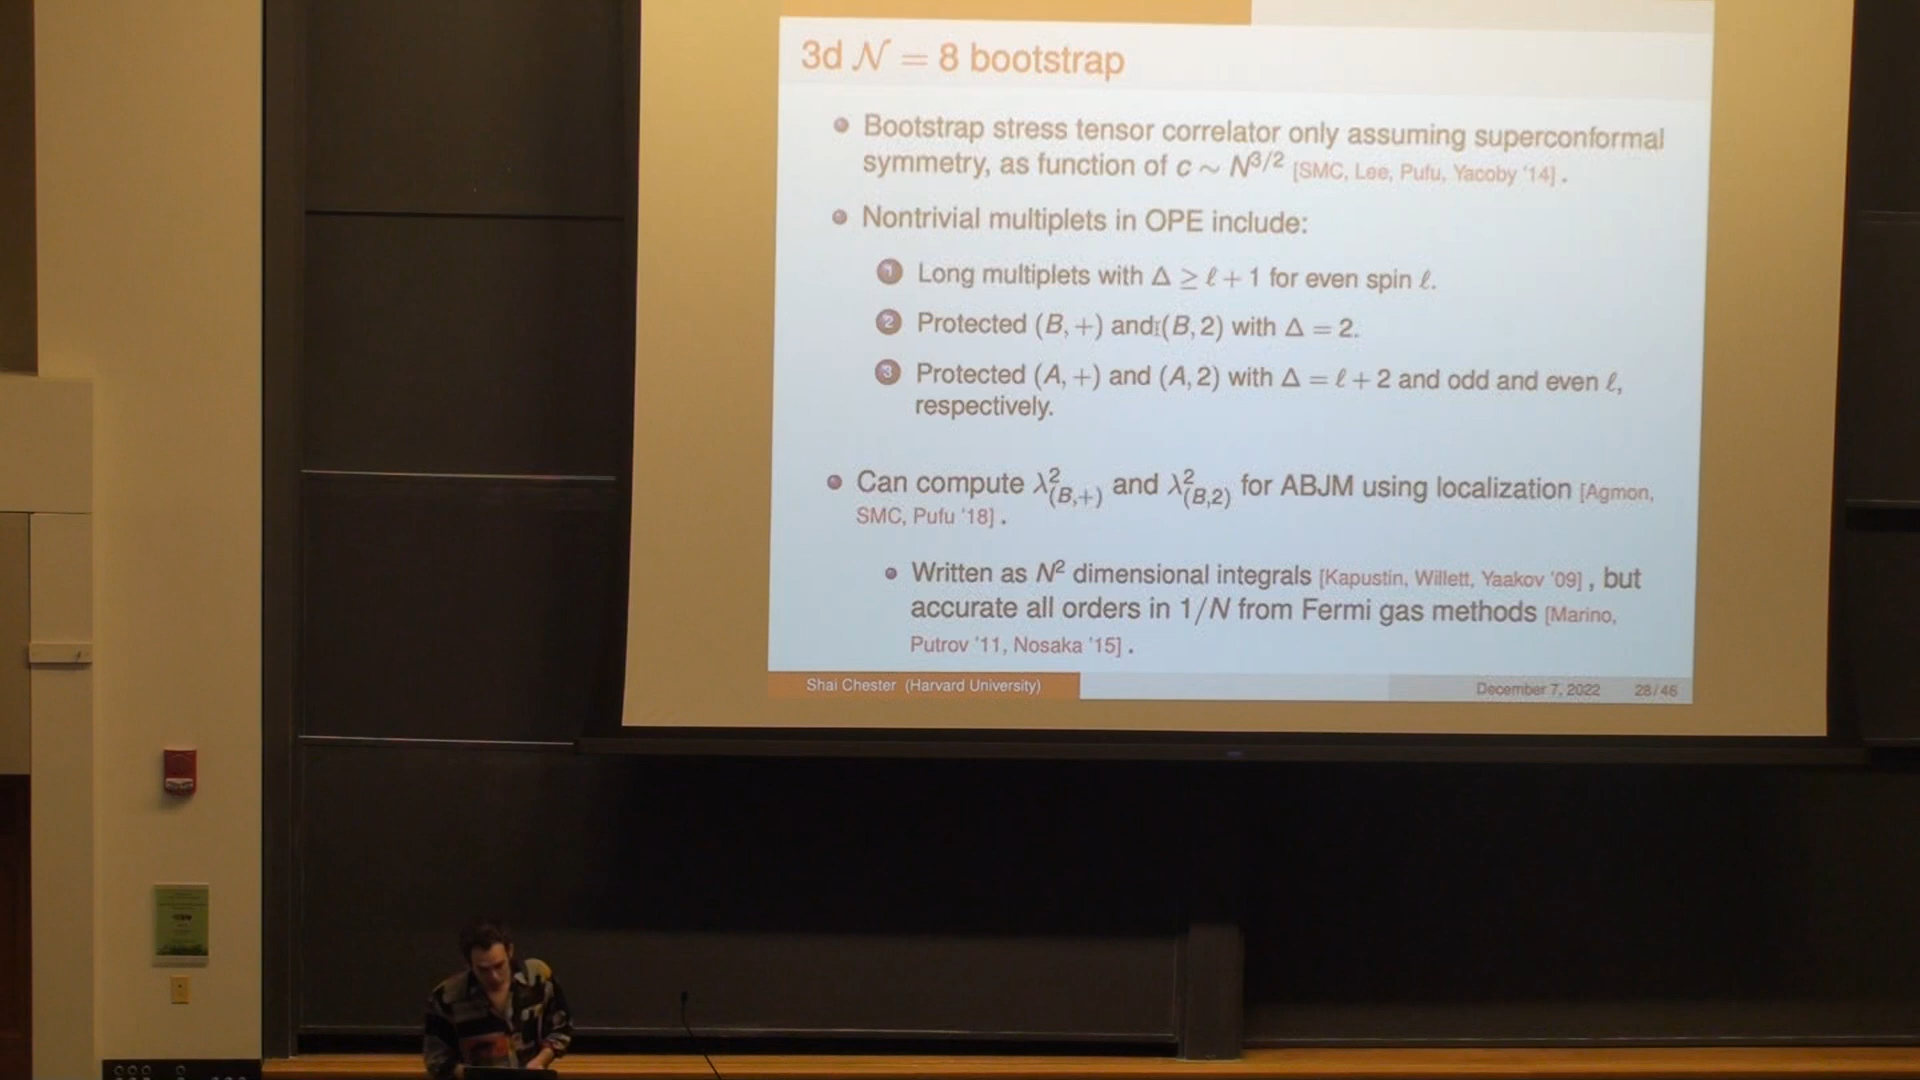 3d 𝒩 = 8 bootstrap
Bootstrap stress tensor correlator only assuming superconformal
symmetry, as function of c ∼ N^{3/2} [SMC, Lee, Pufu, Yacoby '14] .
Nontrivial multiplets in OPE include:
1 Long multiplets with Δ ≥ ℓ + 1 for even spin ℓ.
2 Protected (B, +) and (B, 2) with Δ = 2.
3 Protected (A, +) and (A, 2) with Δ = ℓ + 2 and odd and even ℓ,
respectively.
Can compute λ²_{(B,+)} and λ²_{(B,2)} for ABJM using localization [Agmon,
SMC, Pufu '18] .
Written as N² dimensional integrals [Kapustin, Willett, Yaakov '09] , but
accurate all orders in 1/N from Fermi gas methods [Marino,
Putrov '11, Nosaka '15] .
Shai Chester (Harvard University) December 7, 2022 28/46